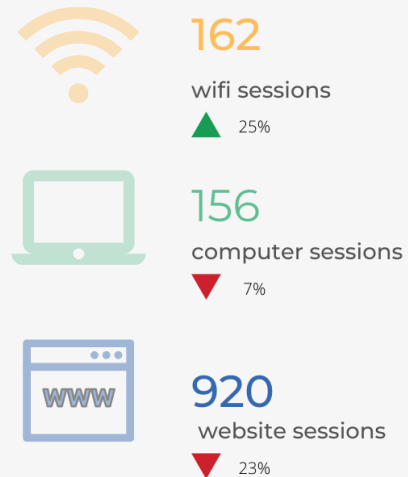 162
wifi sessions
25%
156
computer sessions
7%
www
920
website sessions
23%